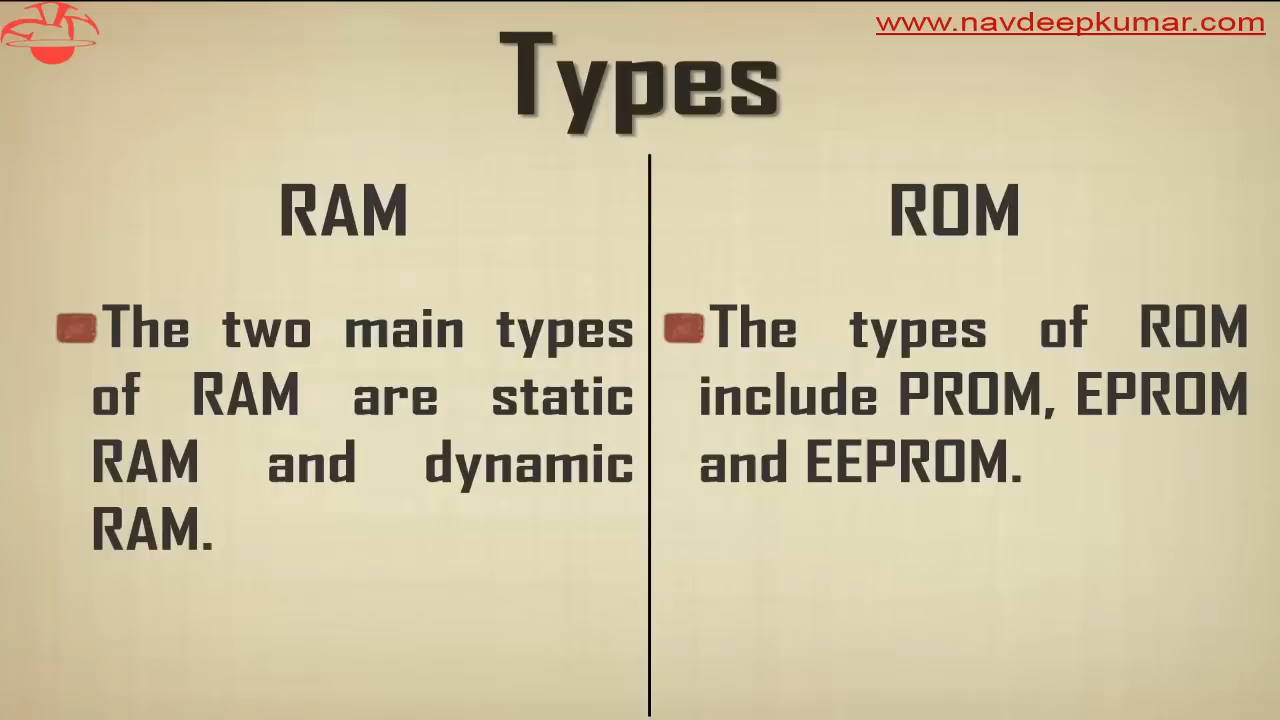 www.navdeepkumar.com
Types
RAM
The two main types
of RAM are static
RAM and dynamic
RAM.
ROM
The types of ROM
include PROM, EPROM
and EEPROM.